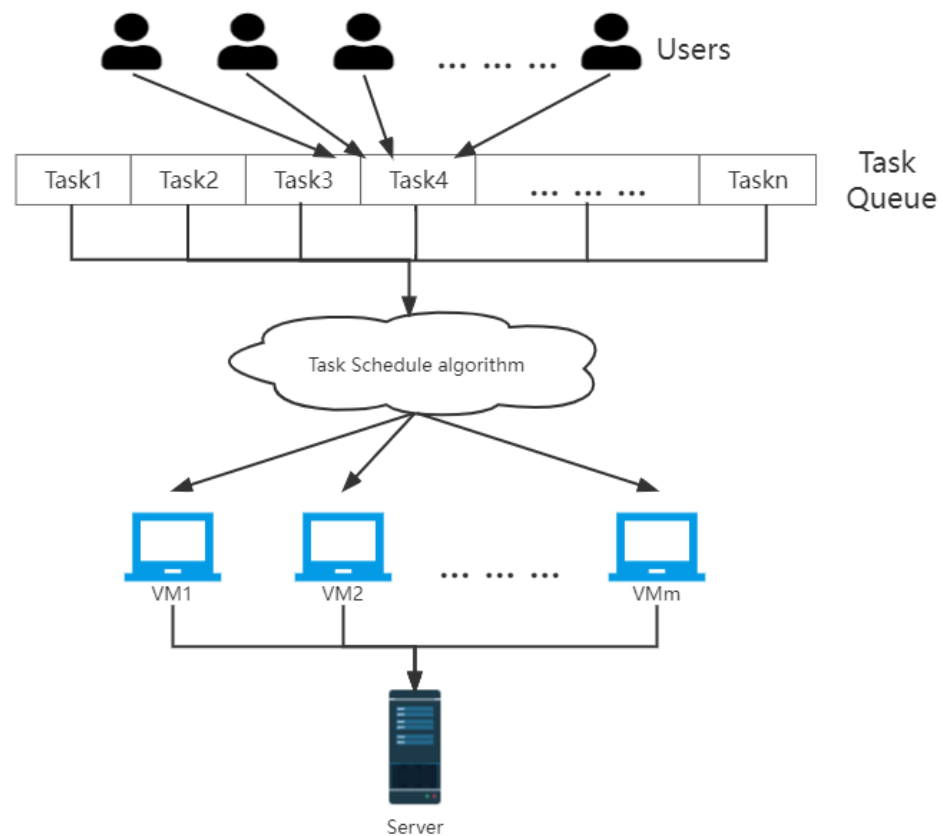 ... ... ... Users
Task1 Task2 Task3 Task4 ... ... ... Taskn
Task
Queue
Task Schedule algorithm
... ... ...
VM1 VM2 VMm
Server